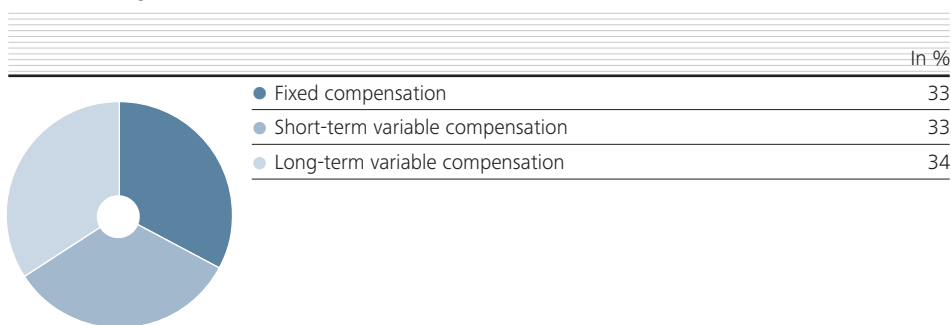 In %
Fixed compensation 33
Short-term variable compensation 33
Long-term variable compensation 34